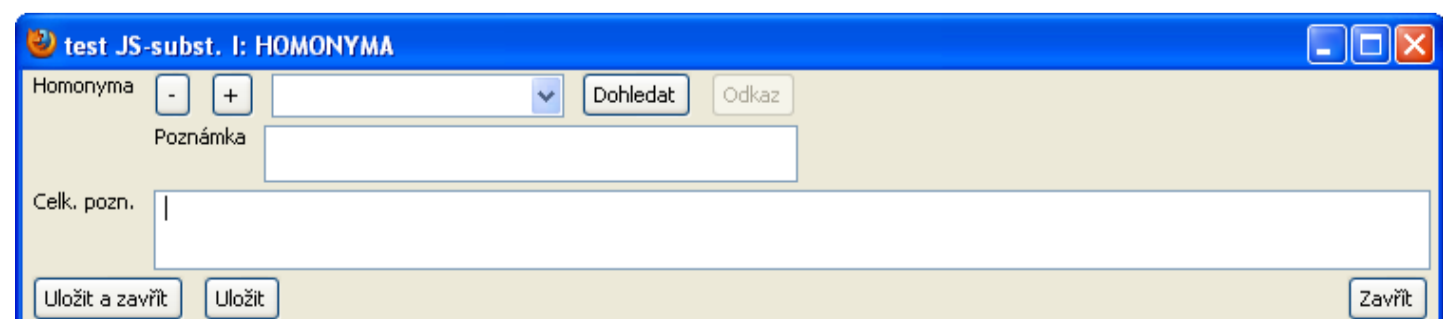 test JS-subst. I: HOMONYMA
Homonyma - + Dohledat Odkaz
Poznámka
Celk. pozn.
Uložit a zavřít Uložit Zavřít